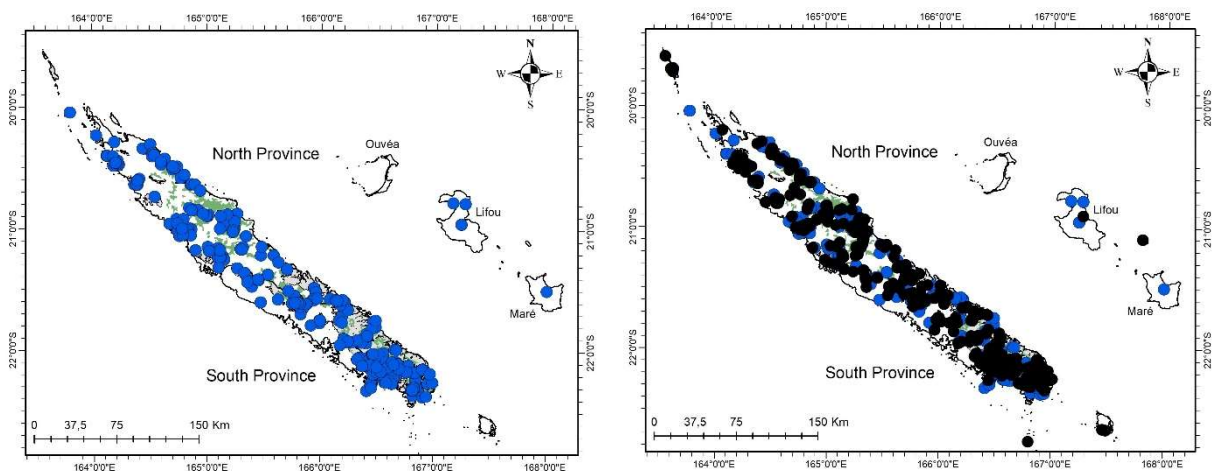 164°0'0"E 165°0'0"E 166°0'0"E 167°0'0"E 168°0'0"E
N
W E
S
20°0'0"S 20°0'0"S
Ouvéa
North Province
Lifou
21°0'0"S 21°0'0"S
Maré
22°0'0"S 22°0'0"S
South Province
0 37,5 75 150 Km
164°0'0"E 165°0'0"E 166°0'0"E 167°0'0"E 168°0'0"E
164°0'0"E 165°0'0"E 166°0'0"E 167°0'0"E 168°0'0"E
N
W E
S
20°0'0"S 20°0'0"S
Ouvéa
North Province
Lifou
21°0'0"S 21°0'0"S
Maré
22°0'0"S 22°0'0"S
South Province
0 37,5 75 150 Km
164°0'0"E 165°0'0"E 166°0'0"E 167°0'0"E 168°0'0"E